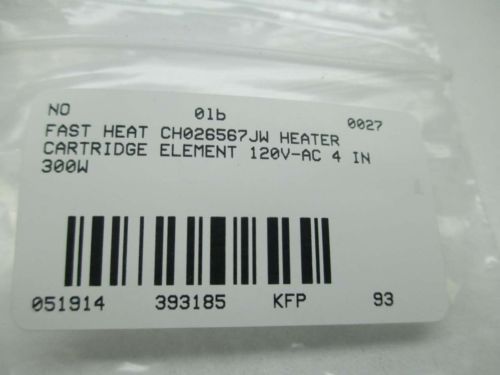 NO 01b 0027
FAST HEAT CH026567JW HEATER
CARTRIDGE ELEMENT 120V-AC 4 IN
300W
051914 393185 KFP 93